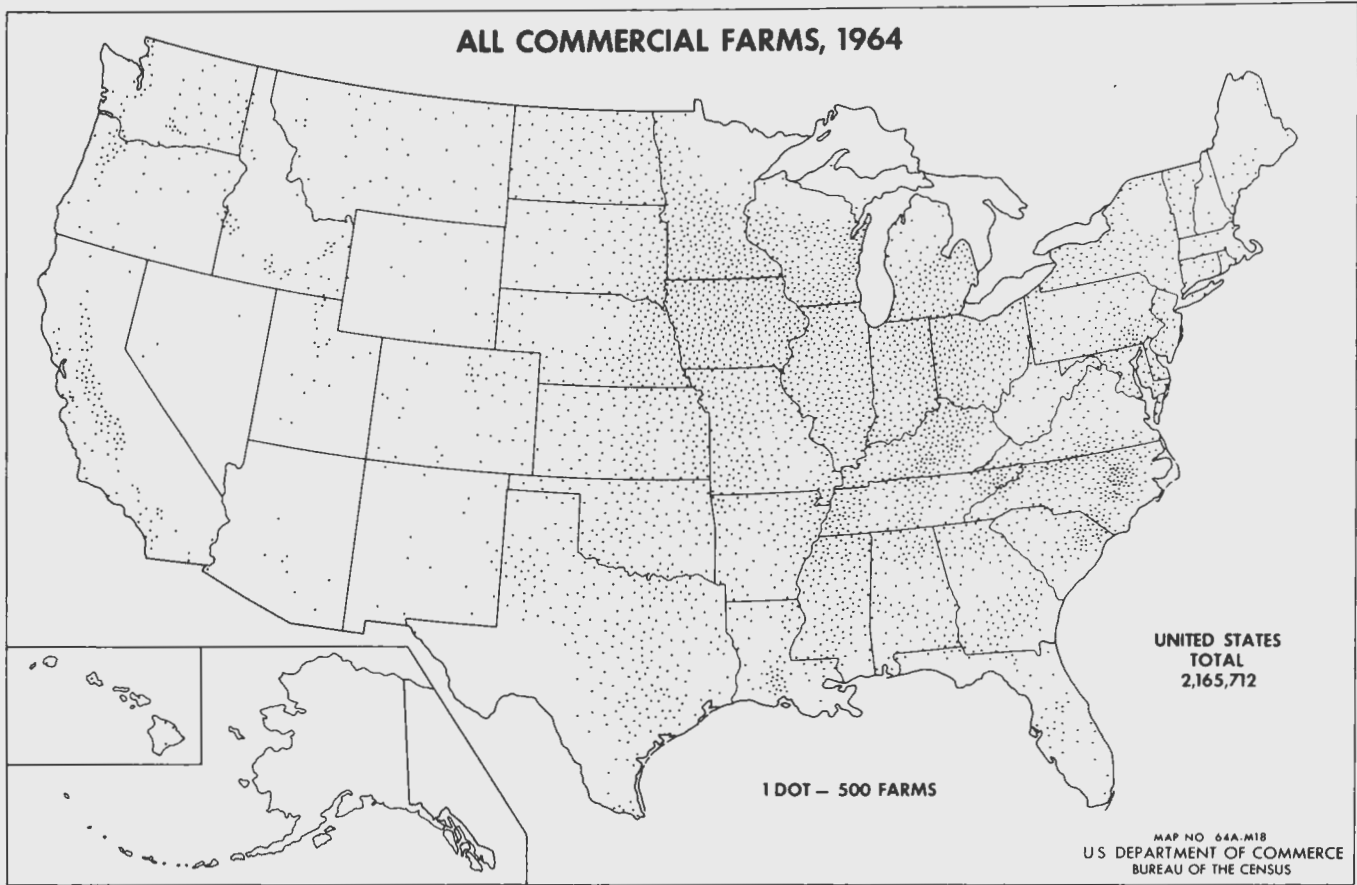 ALL COMMERCIAL FARMS, 1964
UNITED STATES
TOTAL
2,165,712
1 DOT — 500 FARMS
MAP NO 64A-M18
U S DEPARTMENT OF COMMERCE
BUREAU OF THE CENSUS